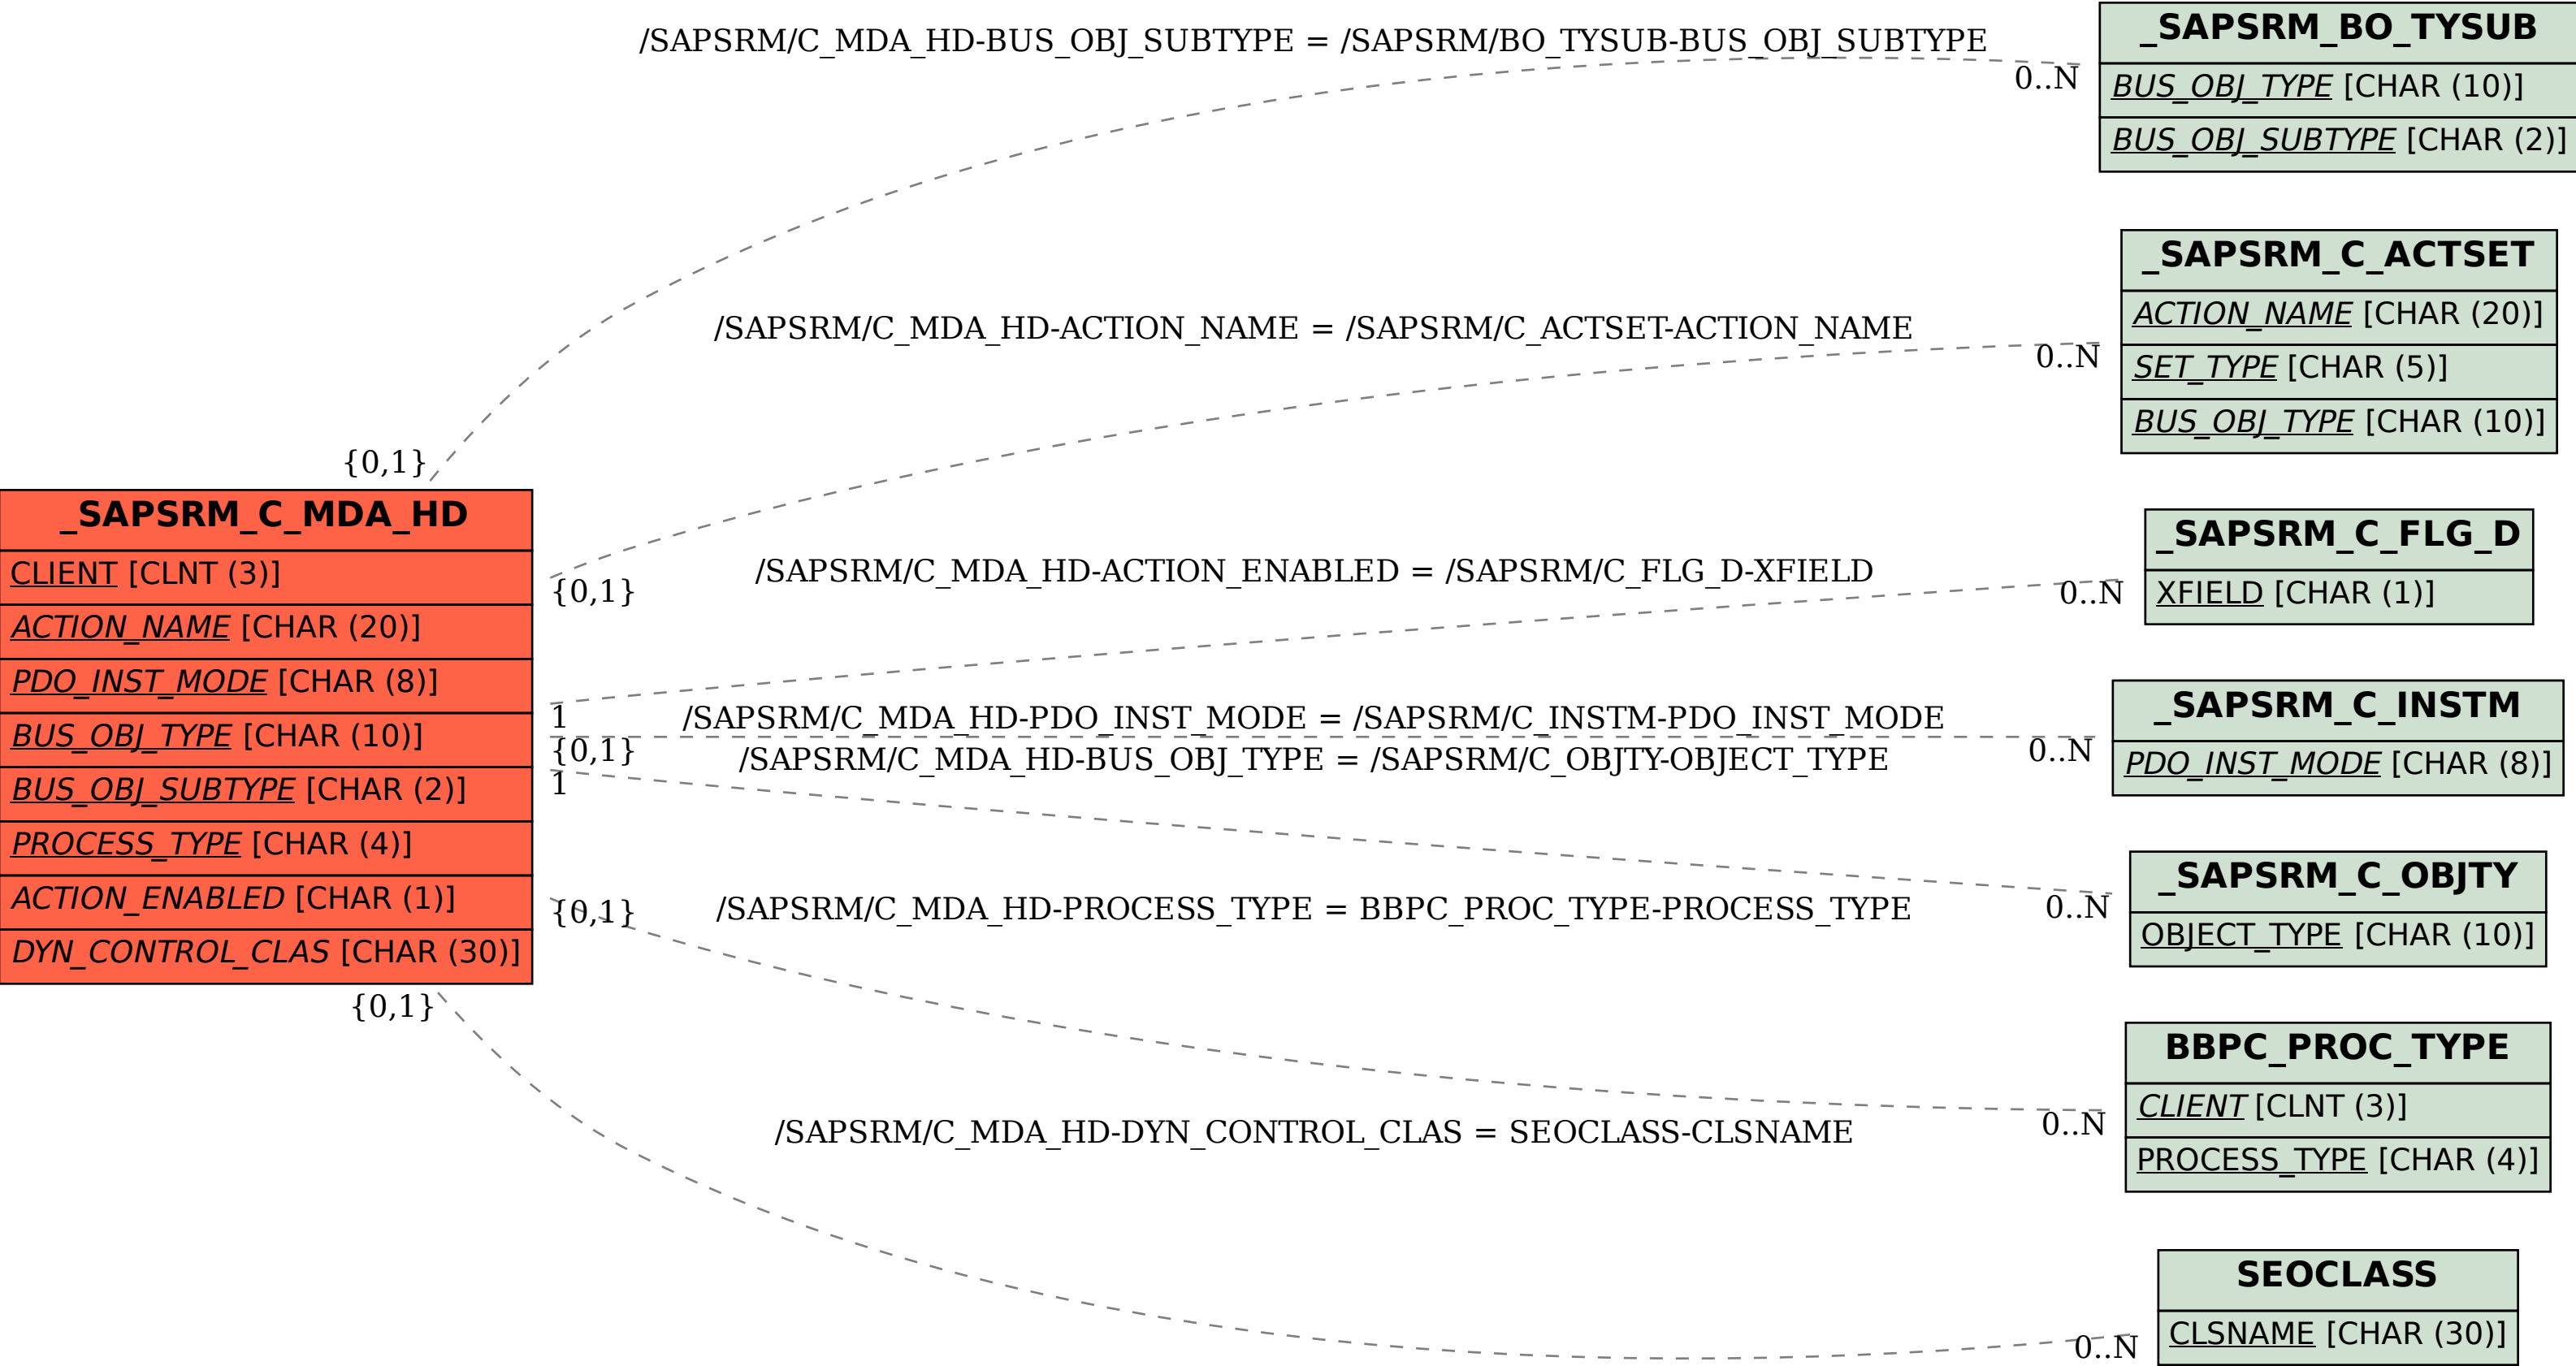 /SAPSRM/C_MDA_HD-BUS_OBJ_SUBTYPE = /SAPSRM/BO_TYSUB-BUS_OBJ_SUBTYPE
0..N
{0,1}
_SAPSRM_BO_TYSUB
BUS_OBJ_TYPE [CHAR (10)]
BUS_OBJ_SUBTYPE [CHAR (2)]
/SAPSRM/C_MDA_HD-ACTION_NAME = /SAPSRM/C_ACTSET-ACTION_NAME
0..N
{0,1}
_SAPSRM_C_ACTSET
ACTION_NAME [CHAR (20)]
SET_TYPE [CHAR (5)]
BUS_OBJ_TYPE [CHAR (10)]
_SAPSRM_C_MDA_HD
CLIENT [CLNT (3)]
ACTION_NAME [CHAR (20)]
PDO_INST_MODE [CHAR (8)]
BUS_OBJ_TYPE [CHAR (10)]
BUS_OBJ_SUBTYPE [CHAR (2)]
PROCESS_TYPE [CHAR (4)]
ACTION_ENABLED [CHAR (1)]
DYN_CONTROL_CLAS [CHAR (30)]
/SAPSRM/C_MDA_HD-ACTION_ENABLED = /SAPSRM/C_FLG_D-XFIELD
0..N
1
_SAPSRM_C_FLG_D
XFIELD [CHAR (1)]
/SAPSRM/C_MDA_HD-PDO_INST_MODE = /SAPSRM/C_INSTM-PDO_INST_MODE
0..N
{0,1}
_SAPSRM_C_INSTM
PDO_INST_MODE [CHAR (8)]
/SAPSRM/C_MDA_HD-BUS_OBJ_TYPE = /SAPSRM/C_OBJTY-OBJECT_TYPE
0..N
1
_SAPSRM_C_OBJTY
OBJECT_TYPE [CHAR (10)]
/SAPSRM/C_MDA_HD-PROCESS_TYPE = BBPC_PROC_TYPE-PROCESS_TYPE
0..N
{0,1}
BBPC_PROC_TYPE
CLIENT [CLNT (3)]
PROCESS_TYPE [CHAR (4)]
/SAPSRM/C_MDA_HD-DYN_CONTROL_CLAS = SEOCLASS-CLSNAME
0..N
{0,1}
SEOCLASS
CLSNAME [CHAR (30)]